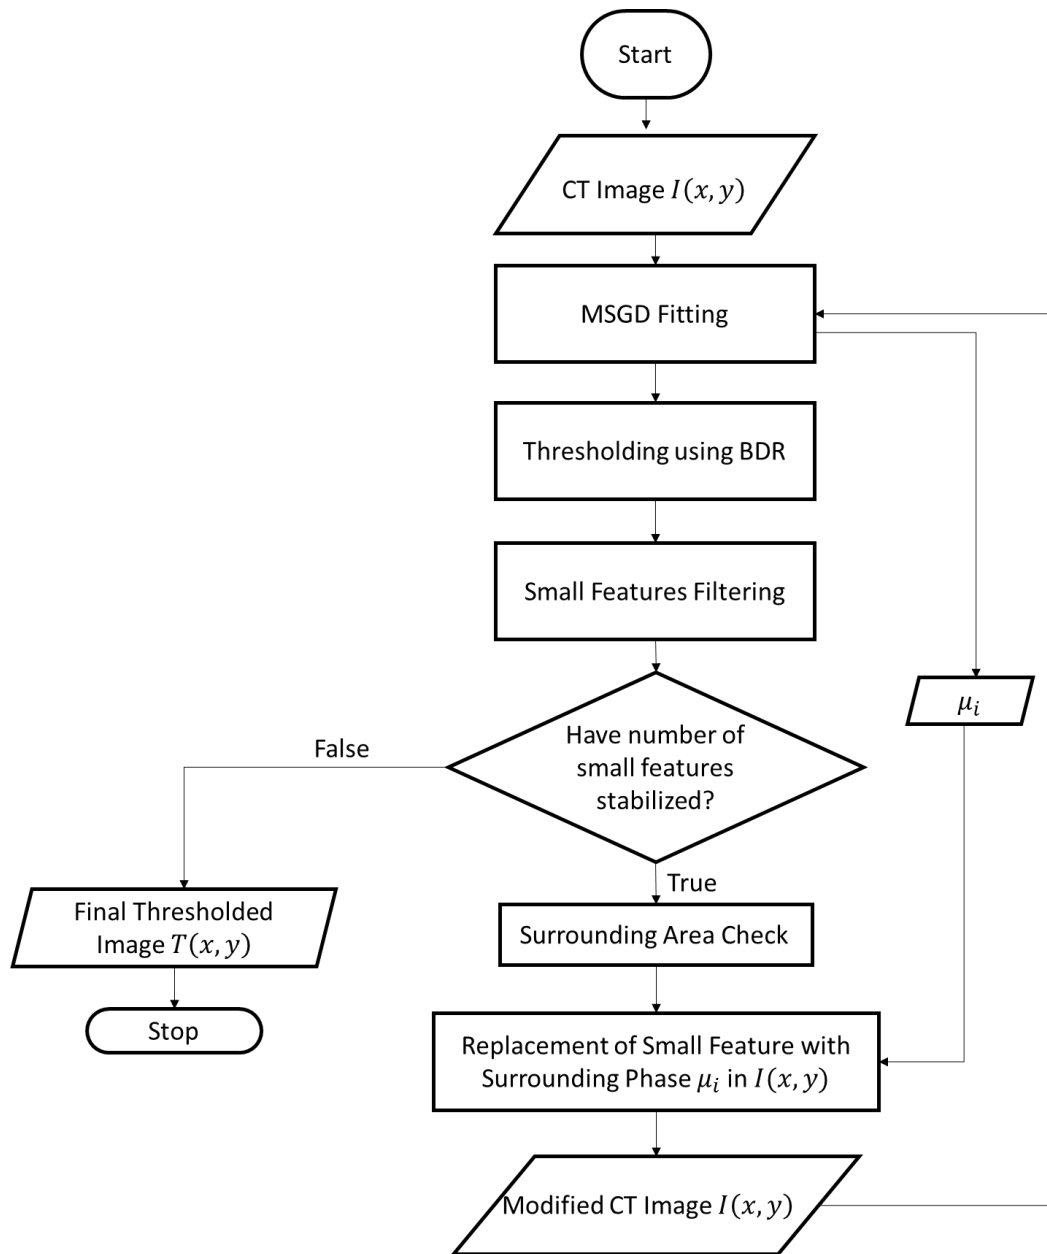 Start
CT Image 𝐼(𝑥, 𝑦)
MSGD Fitting
Thresholding using BDR
Small Features Filtering
𝜇𝑖
Have number of
small features
stabilized?
False
True
Final Thresholded
Image 𝑇(𝑥, 𝑦)
Surrounding Area Check
Stop
Replacement of Small Feature with
Surrounding Phase 𝜇𝑖 in 𝐼(𝑥, 𝑦)
Modified CT Image 𝐼(𝑥, 𝑦)